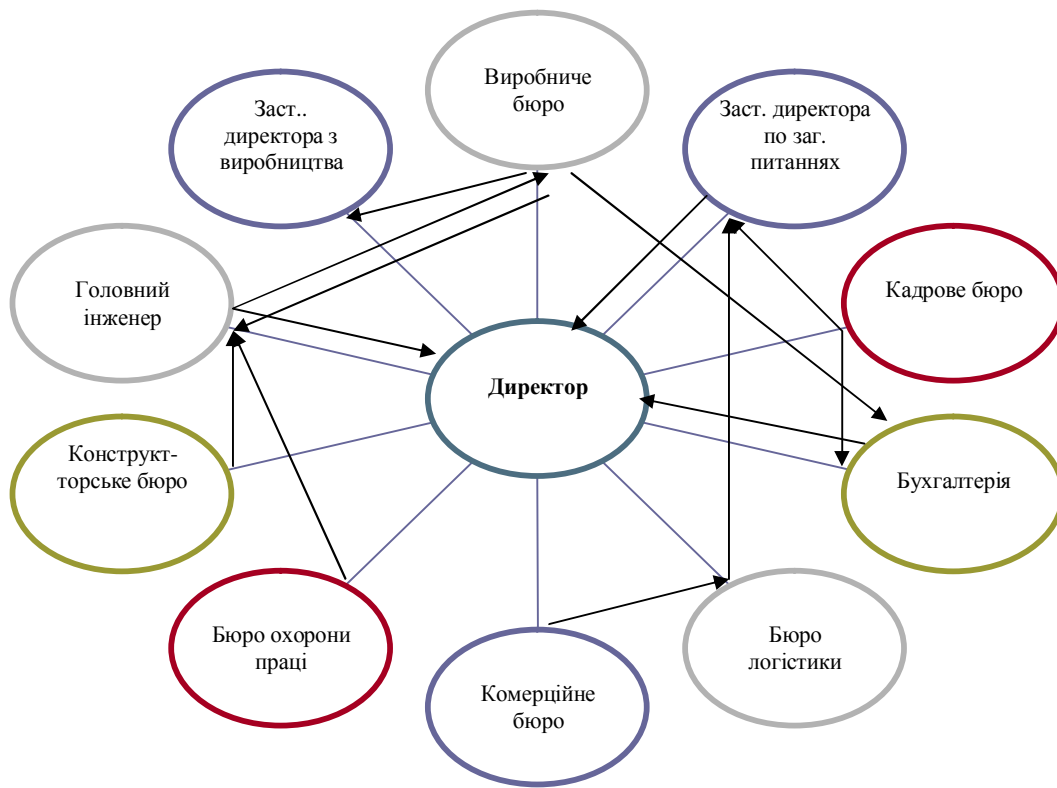 Виробниче
бюро
Заст..
директора з
виробництва
Заст. директора
по заг.
питаннях
Головний
інженер
Кадрове бюро
Директор
Конструкт-
торське бюро
Бухгалтерія
Бюро охорони
праці
Бюро
логістики
Комерційне
бюро